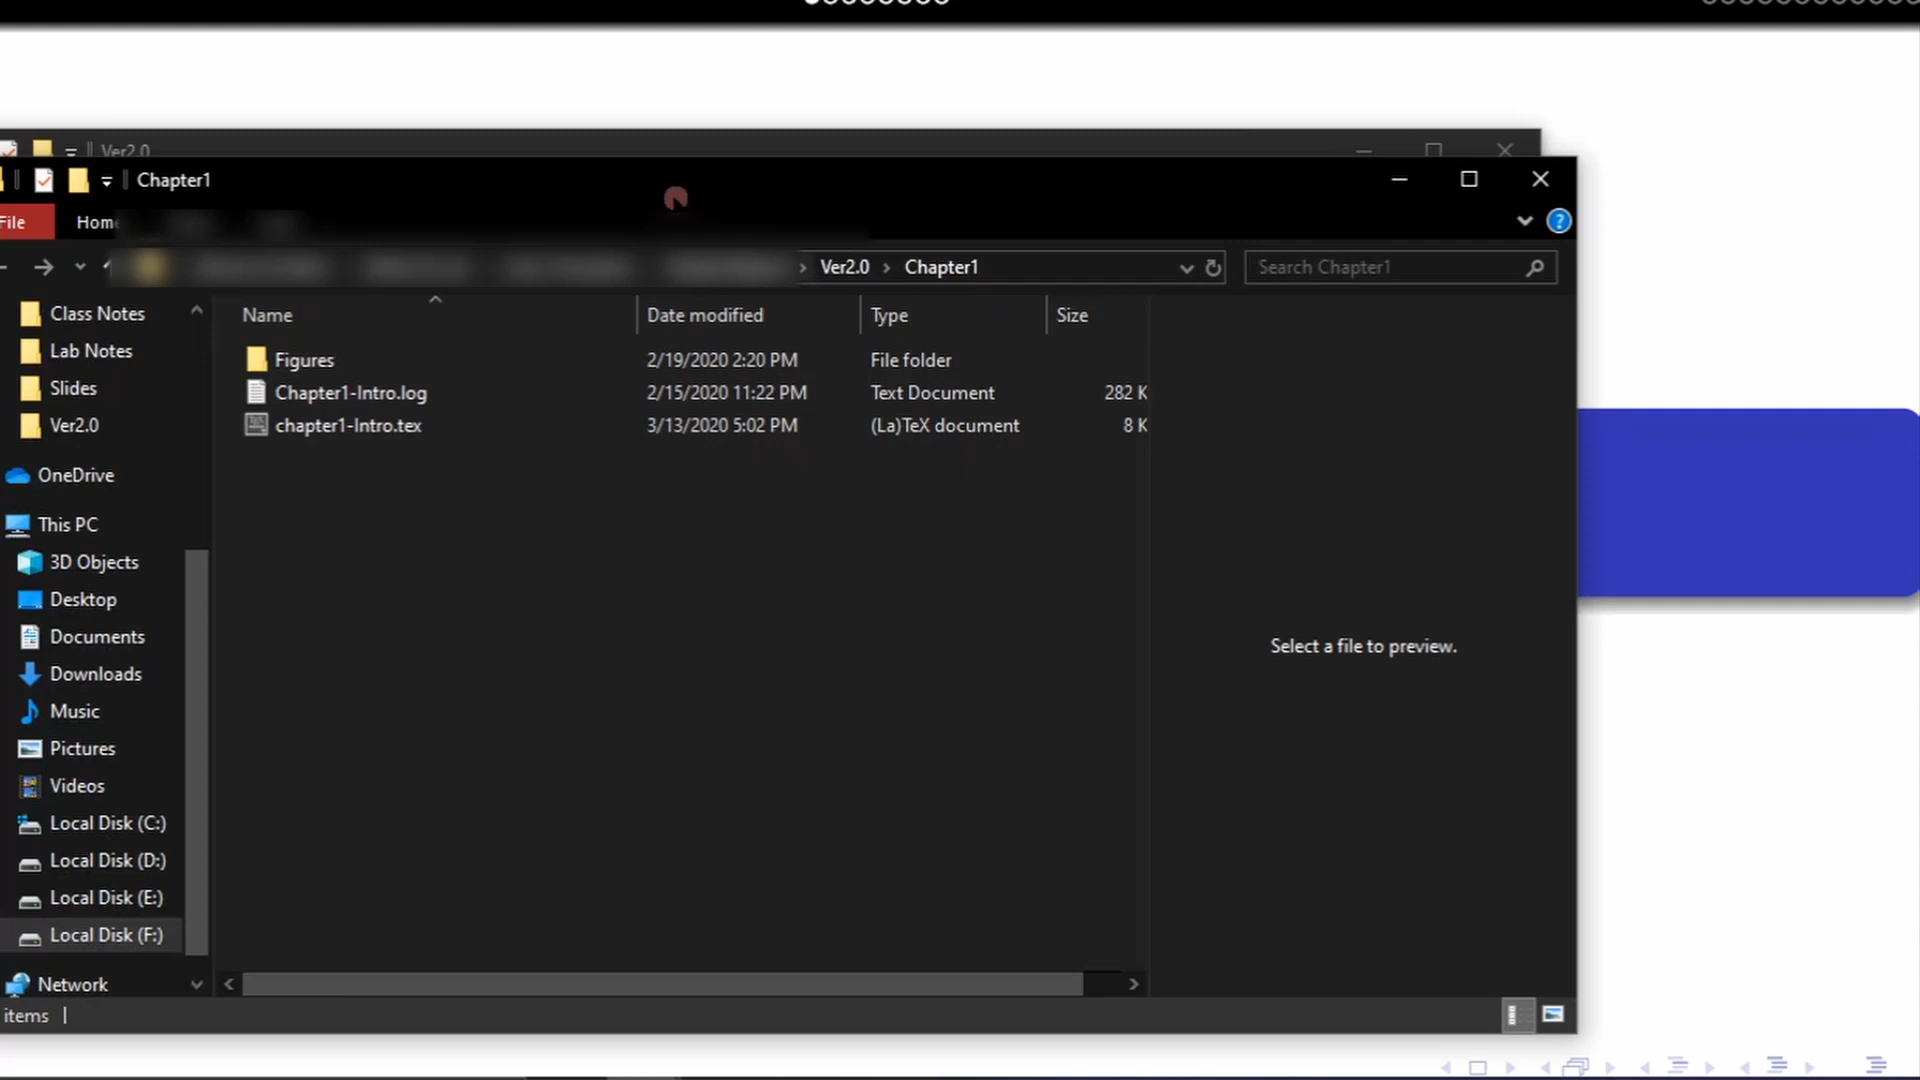 Ver2.0
Chapter1
File Home
Ver2.0 › Chapter1
Search Chapter1
Name Date modified Type Size
Figures 2/19/2020 2:20 PM File folder
Chapter1-Intro.log 2/15/2020 11:22 PM Text Document 282 K
chapter1-Intro.tex 3/13/2020 5:02 PM (La)TeX document 8 K
Class Notes
Lab Notes
Slides
Ver2.0
OneDrive
This PC
3D Objects
Desktop
Documents
Downloads
Music
Pictures
Videos
Local Disk (C:)
Local Disk (D:)
Local Disk (E:)
Local Disk (F:)
Network
Select a file to preview.
items